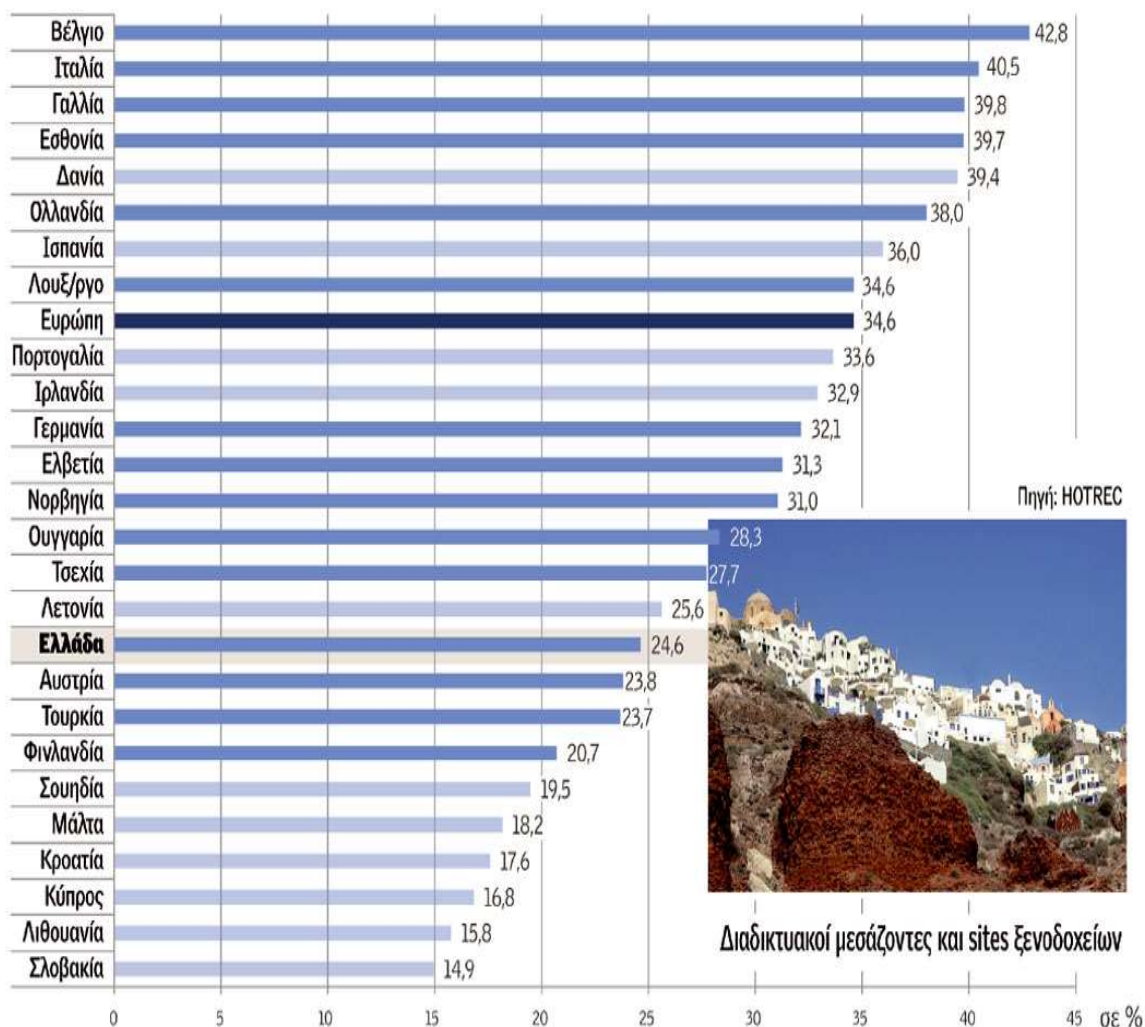 Βέλγιο 42,8
Ιταλία 40,5
Γαλλία 39,8
Εσθονία 39,7
Δανία 39,4
Ολλανδία 38,0
Ισπανία 36,0
Λουξ/ργο 34,6
Ευρώπη 34,6
Πορτογαλία 33,6
Ιρλανδία 32,9
Γερμανία 32,1
Ελβετία 31,3
Νορβηγία 31,0
Πηγή: HOTREC
Ουγγαρία 28,3
Τσεχία 27,7
Λετονία 25,6
Ελλάδα 24,6
Αυστρία 23,8
Τουρκία 23,7
Φινλανδία 20,7
Σουηδία 19,5
Μάλτα 18,2
Κροατία 17,6
Κύπρος 16,8
Λιθουανία 15,8
Διαδικτυακοί μεσάζοντες και sites ξενοδοχείων
Σλοβακία 14,9
0 5 10 15 20 25 30 35 40 45 σε %